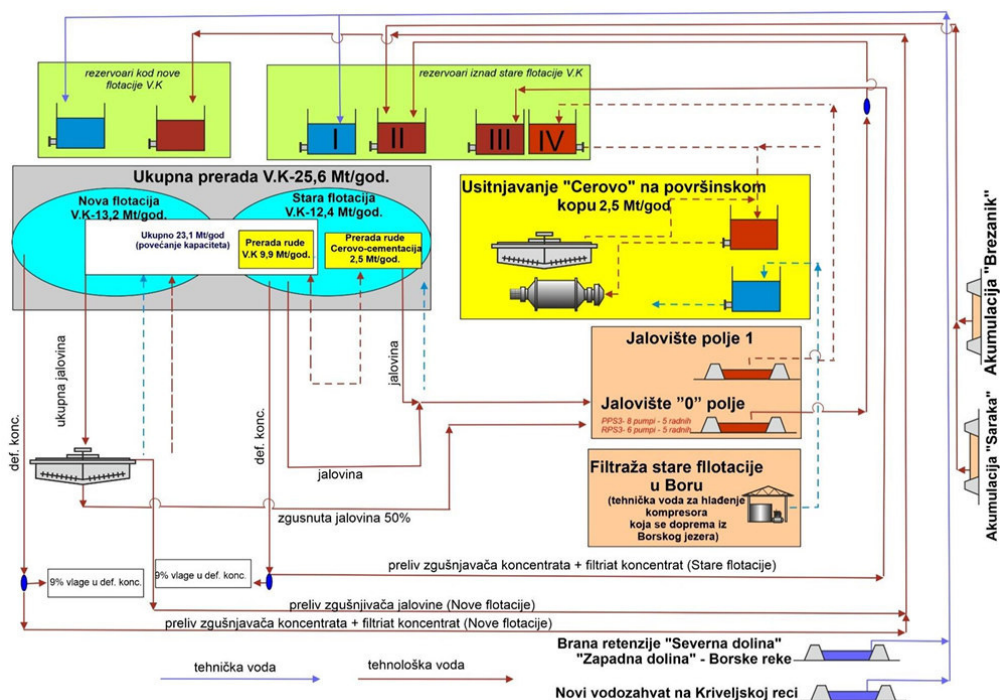 rezervoari kod nove
flotacije V.K
rezervoari iznad stare flotacije V.K
I
II
III
IV
Ukupna prerada V.K-25,6 Mt/god.
Nova flotacija
V.K-13,2 Mt/god.
Stara flotacija
V.K-12,4 Mt/god.
Ukupno 23,1 Mt/god
(povećanje kapaciteta)
Prerada rude
V.K 9,9 Mt/god.
Prerada rude
Cerovo-cementacija
2,5 Mt/god.
Usitnjavanje "Cerovo" na površinskom
kopu 2,5 Mt/god
Akumulacija "Brezanik"
Akumulacija "Saraka"
Jalovište polje 1
Jalovište "0" polje
PPS3- 8 pumpi - 5 radnih
RPS3- 6 pumpi - 5 radnih
Filtraža stare fllotacije
u Boru
(tehnička voda za hlađenje
kompresora
koja se doprema iz
Borskog jezera)
ukupna jalovina
def. konc.
def. konc.
jalovina
jalovina
zgusnuta jalovina 50%
9% vlage u def. konc.
9% vlage u def. konc.
preliv zgušnjavača koncentrata + filtriat koncentrat (Stare flotacije)
preliv zgušnjivača jalovine (Nove flotacije)
preliv zgušnjavača koncentrata + filtriat koncentrat (Nove flotacije)
Brana retenzije "Severna dolina"
"Zapadna dolina" - Borske reke
tehnička voda
tehnološka voda
Novi vodozahvat na Kriveljskoj reci